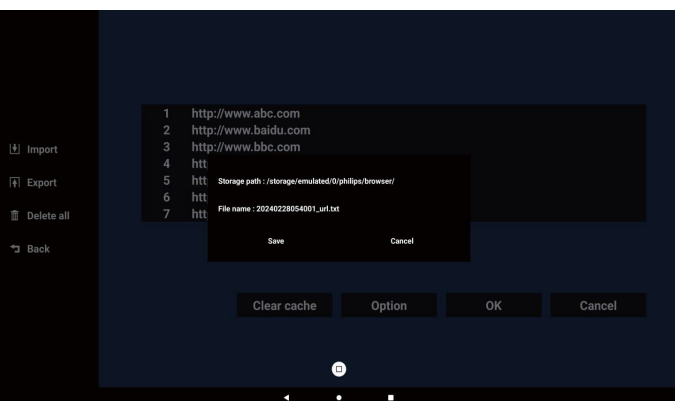 1 http://www.abc.com
2 http://www.baidu.com
3 http://www.bbc.com
4 htt
5 htt
6 htt
7 htt
Import
Export
Delete all
Back
Storage path : /storage/emulated/0/philips/browser/
File name : 20240228054001_url.txt
Save Cancel
Clear cache Option OK Cancel